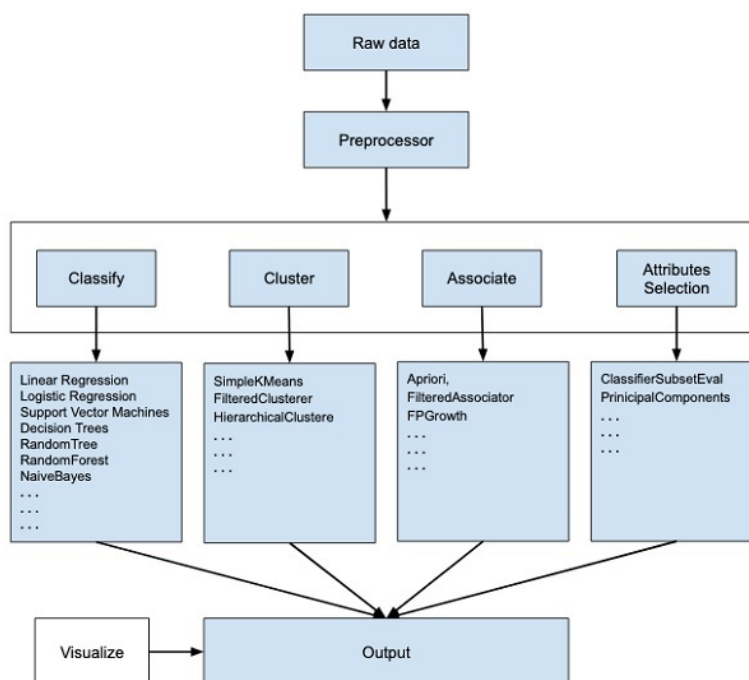 Raw data
Preprocessor
Classify
Cluster
Associate
Attributes
Selection
Linear Regression
Logistic Regression
Support Vector Machines
Decision Trees
RandomTree
RandomForest
NaiveBayes
. . .
. . .
. . .
SimpleKMeans
FilteredClusterer
HierarchicalClustere
. . .
. . .
. . .
Apriori,
FilteredAssociator
FPGrowth
. . .
. . .
. . .
ClassifierSubsetEval
PrinicipalComponents
. . .
. . .
. . .
Visualize
Output